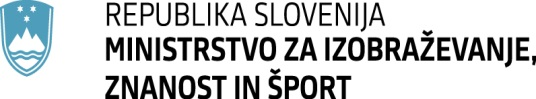 REPUBLIKA SLOVENIJA
MINISTRSTVO ZA IZOBRAŽEVANJE,
ZNANOST IN ŠPORT